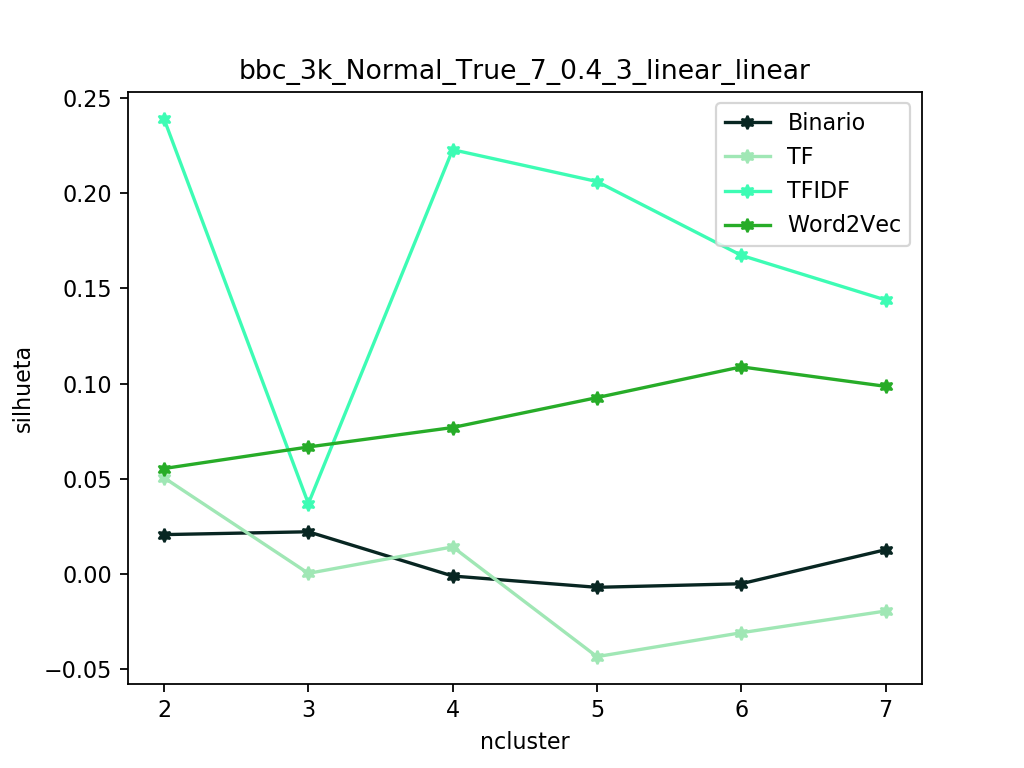 bbc_3k_Normal_True_7_0.4_3_linear_linear
0.25
0.20
0.15
0.10
0.05
0.00
−0.05
silhueta
Binario
TF
TFIDF
Word2Vec
2 3 4 5 6 7
ncluster